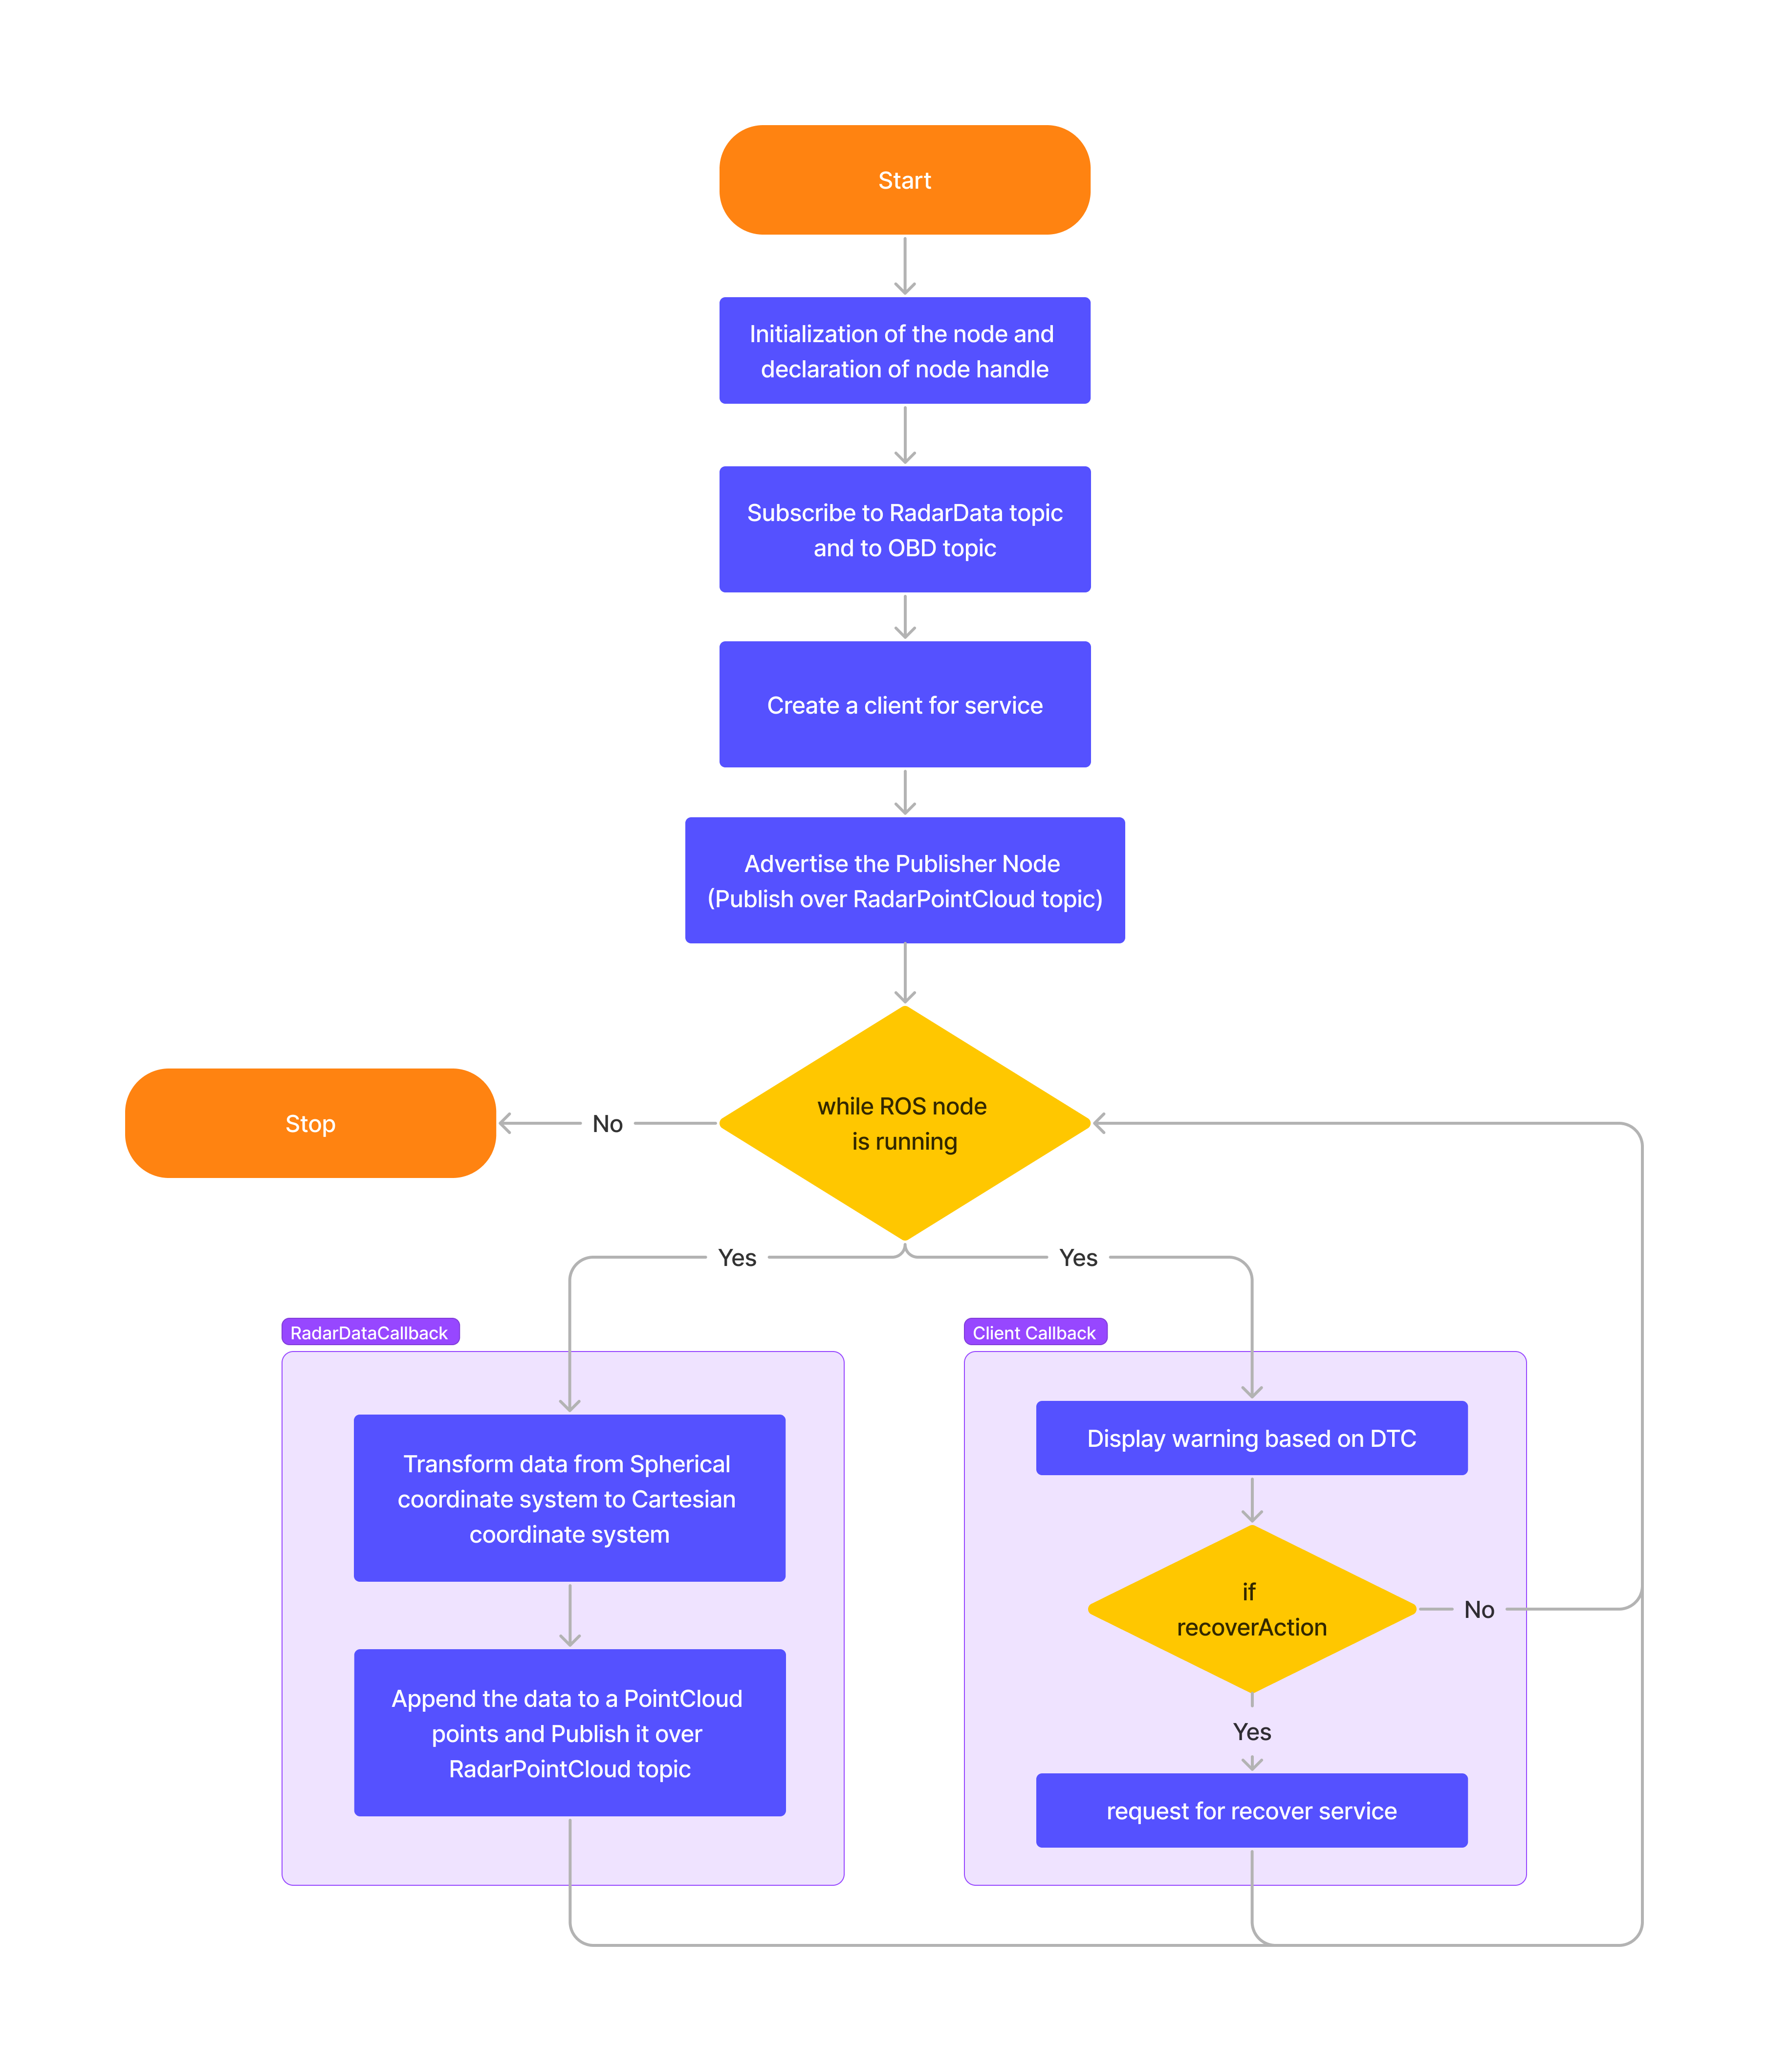 Start
Initialization of the node and
declaration of node handle
Subscribe to RadarData topic
and to OBD topic
Create a client for service
Advertise the Publisher Node
(Publish over RadarPointCloud topic)
while ROS node
is running
No
Stop
Yes
Yes
RadarDataCallback
Transform data from Spherical
coordinate system to Cartesian
coordinate system
Append the data to a PointCloud
points and Publish it over
RadarPointCloud topic
Client Callback
Display warning based on DTC
if
recoverAction
No
Yes
request for recover service